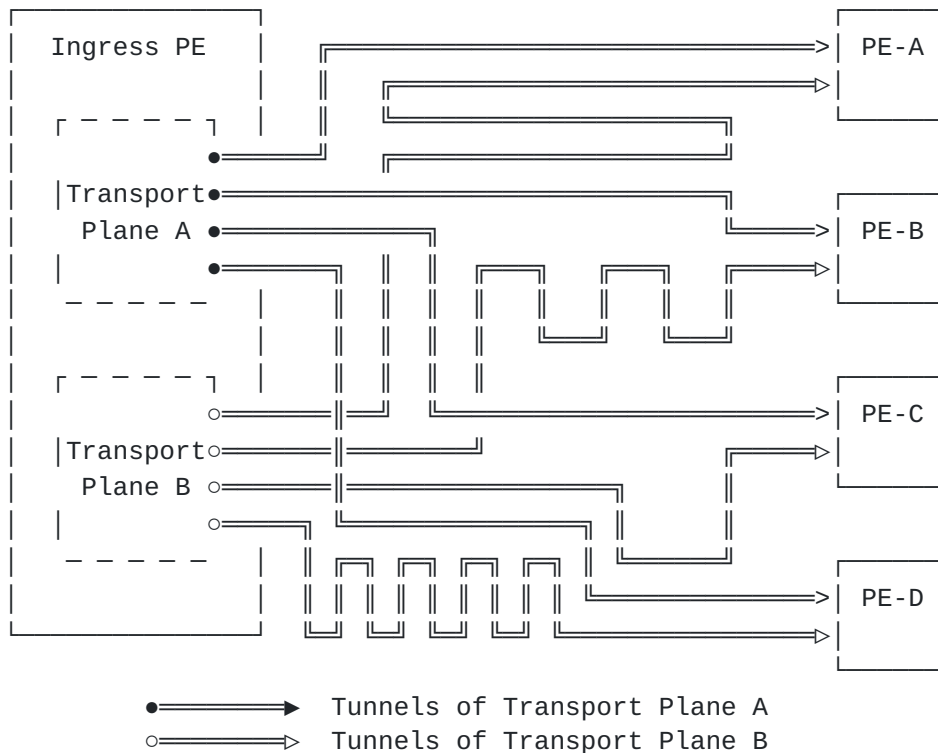 Ingress PE
PE-A
Transport
Plane A
PE-B
PE-C
Transport
Plane B
PE-D
Tunnels of Transport Plane A
Tunnels of Transport Plane B